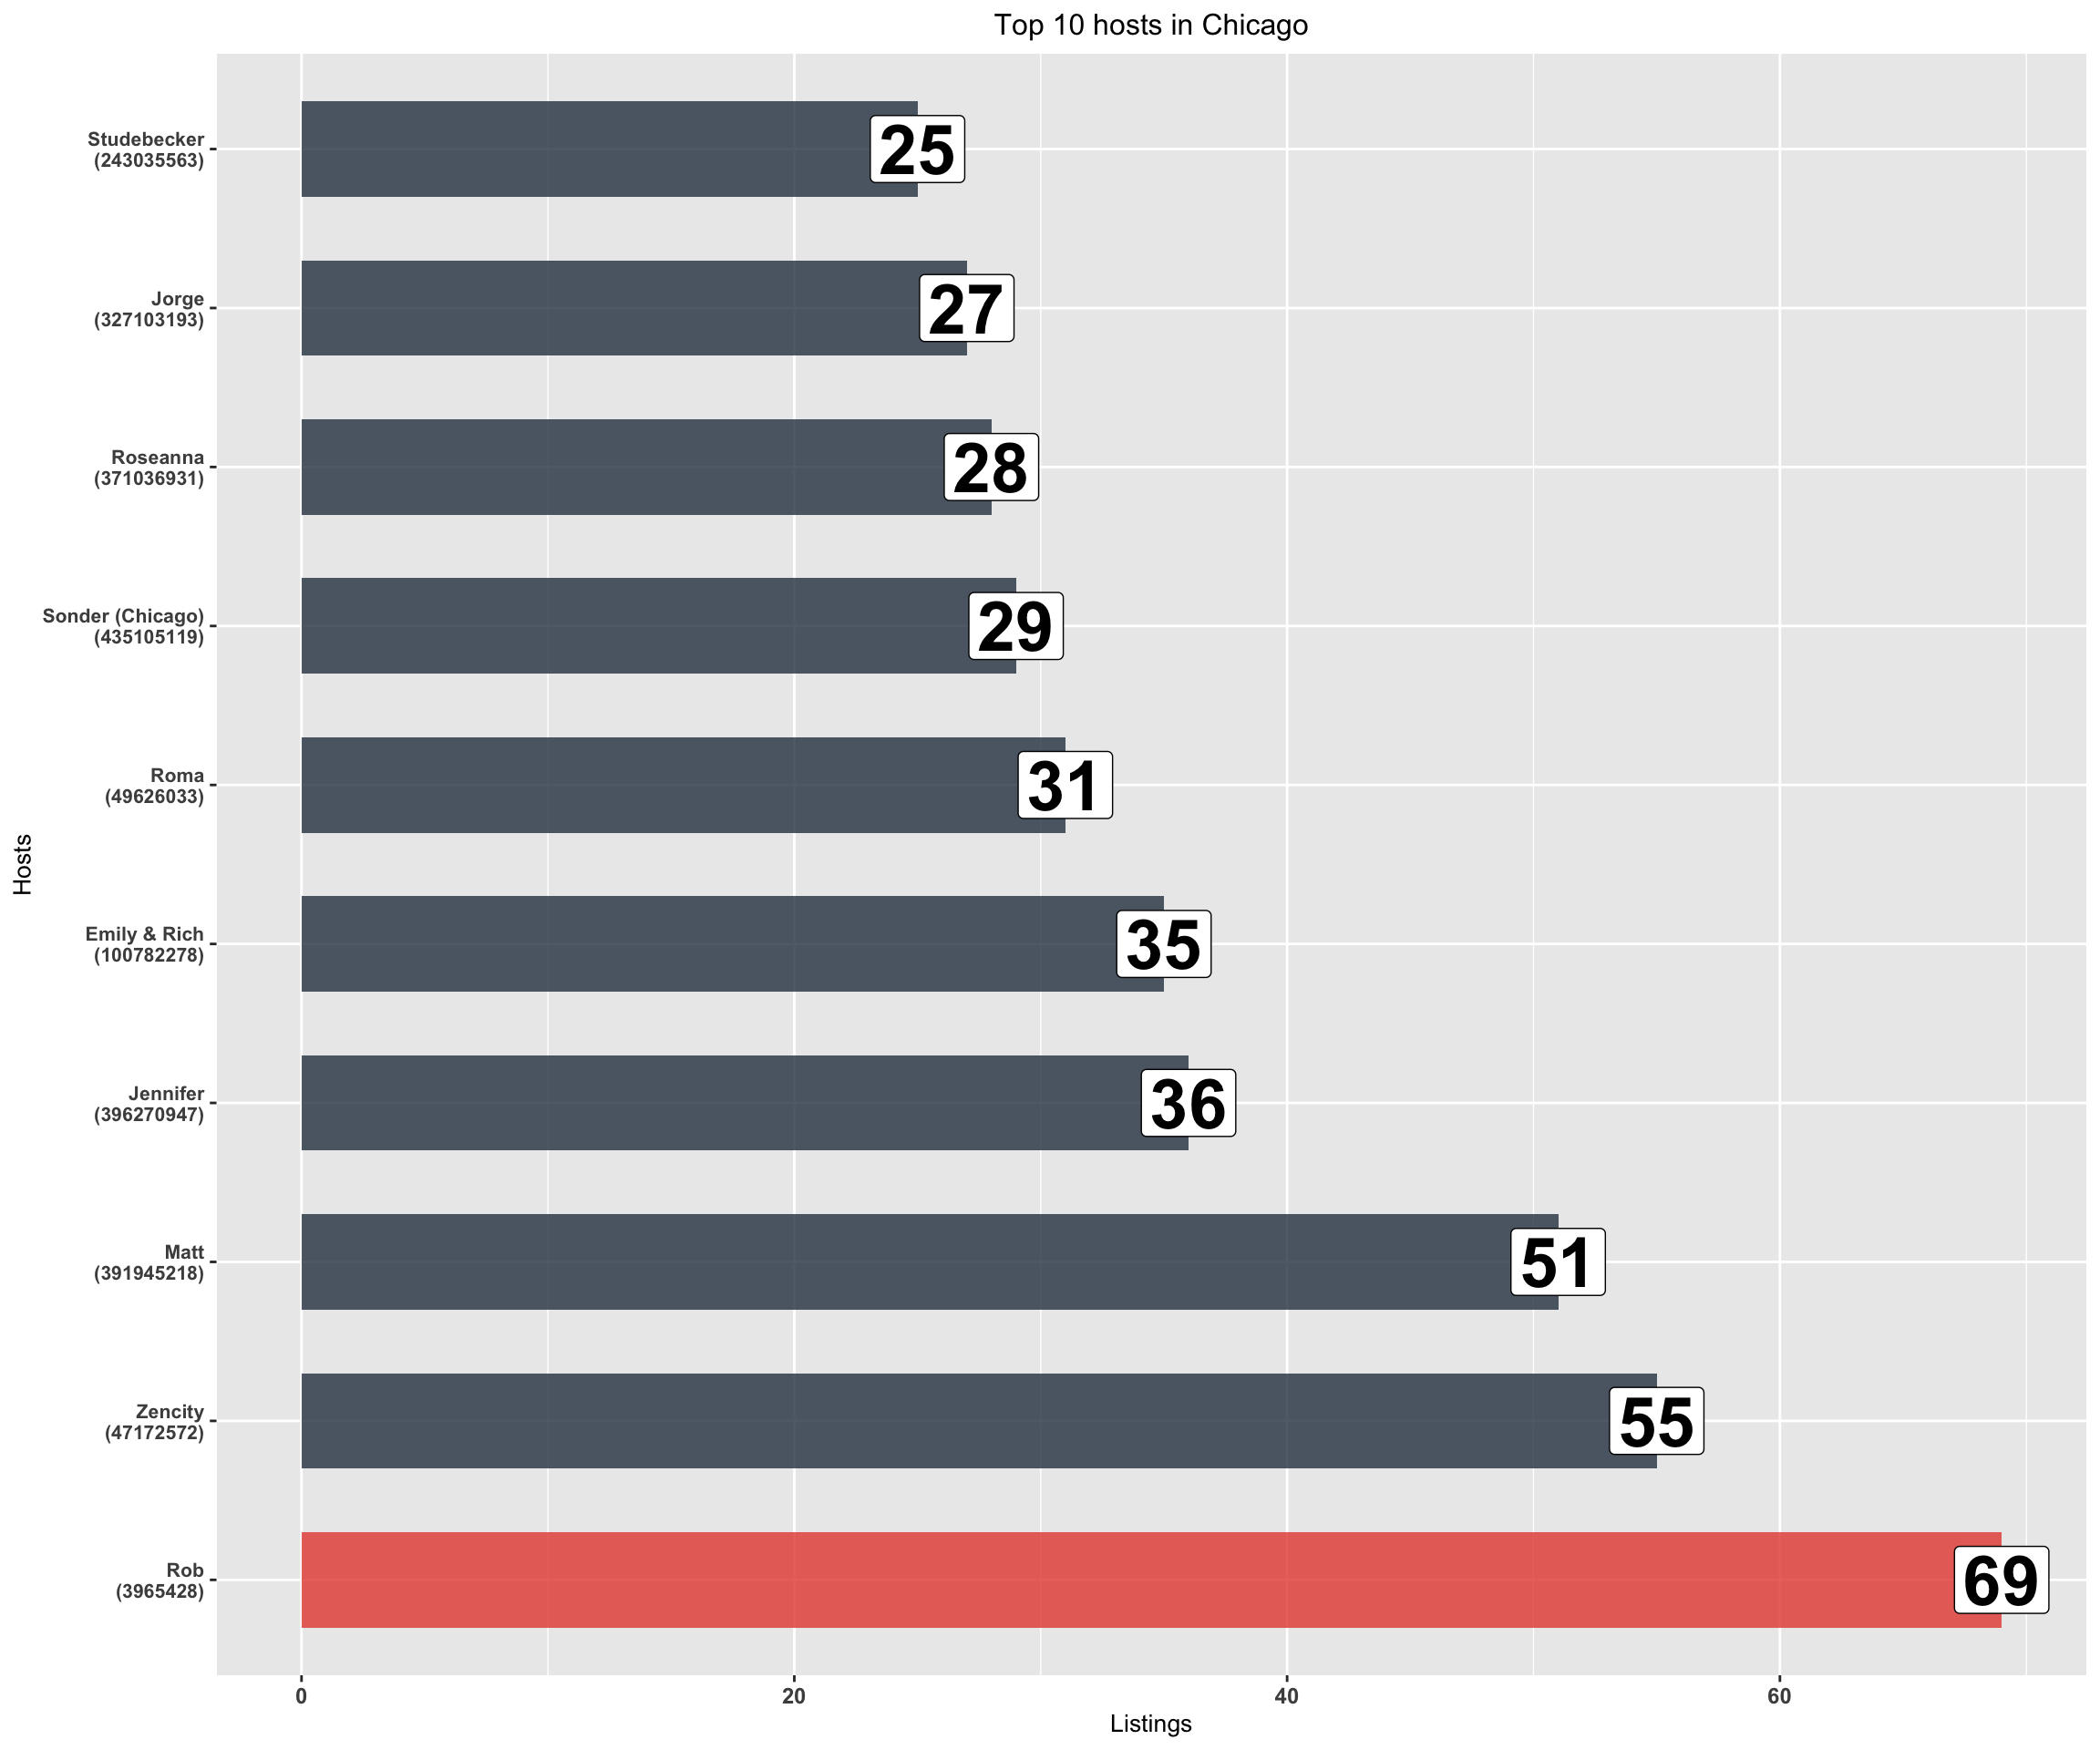 Top 10 hosts in Chicago
Studebecker
(243035563)
25
Jorge
(327103193)
27
Roseanna
(371036931)
28
Sonder (Chicago)
(435105119)
29
Roma
(49626033)
31
Hosts
Emily & Rich
(100782278)
35
Jennifer
(396270947)
36
Matt
(391945218)
51
Zencity
(47172572)
55
Rob
(3965428)
69
0 20 40 60
Listings